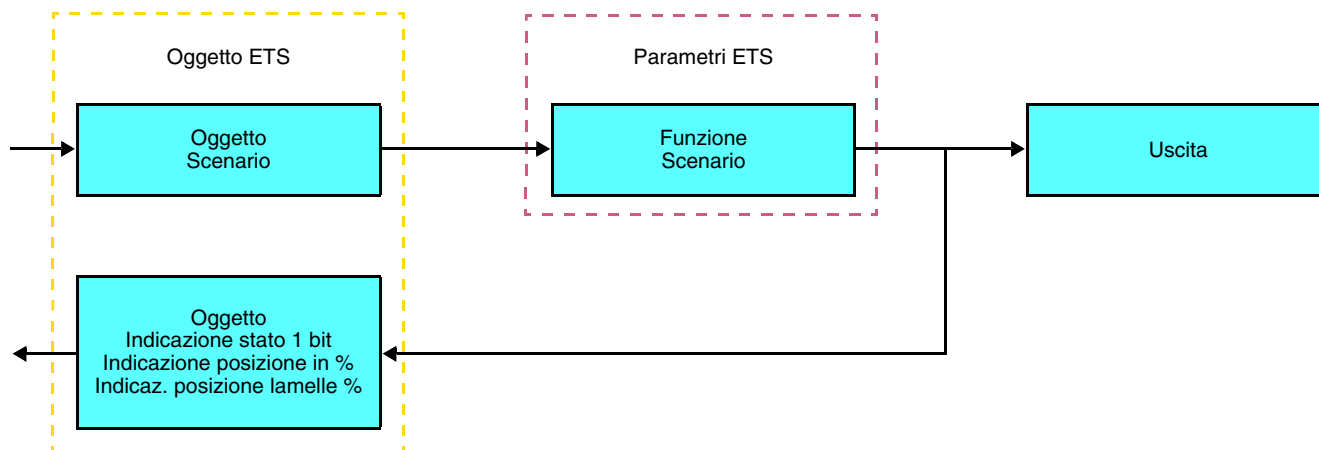 Oggetto ETS
Parametri ETS
Oggetto
Scenario
Funzione
Scenario
Uscita
Oggetto
Indicazione stato 1 bit
Indicazione posizione in %
Indicaz. posizione lamelle %